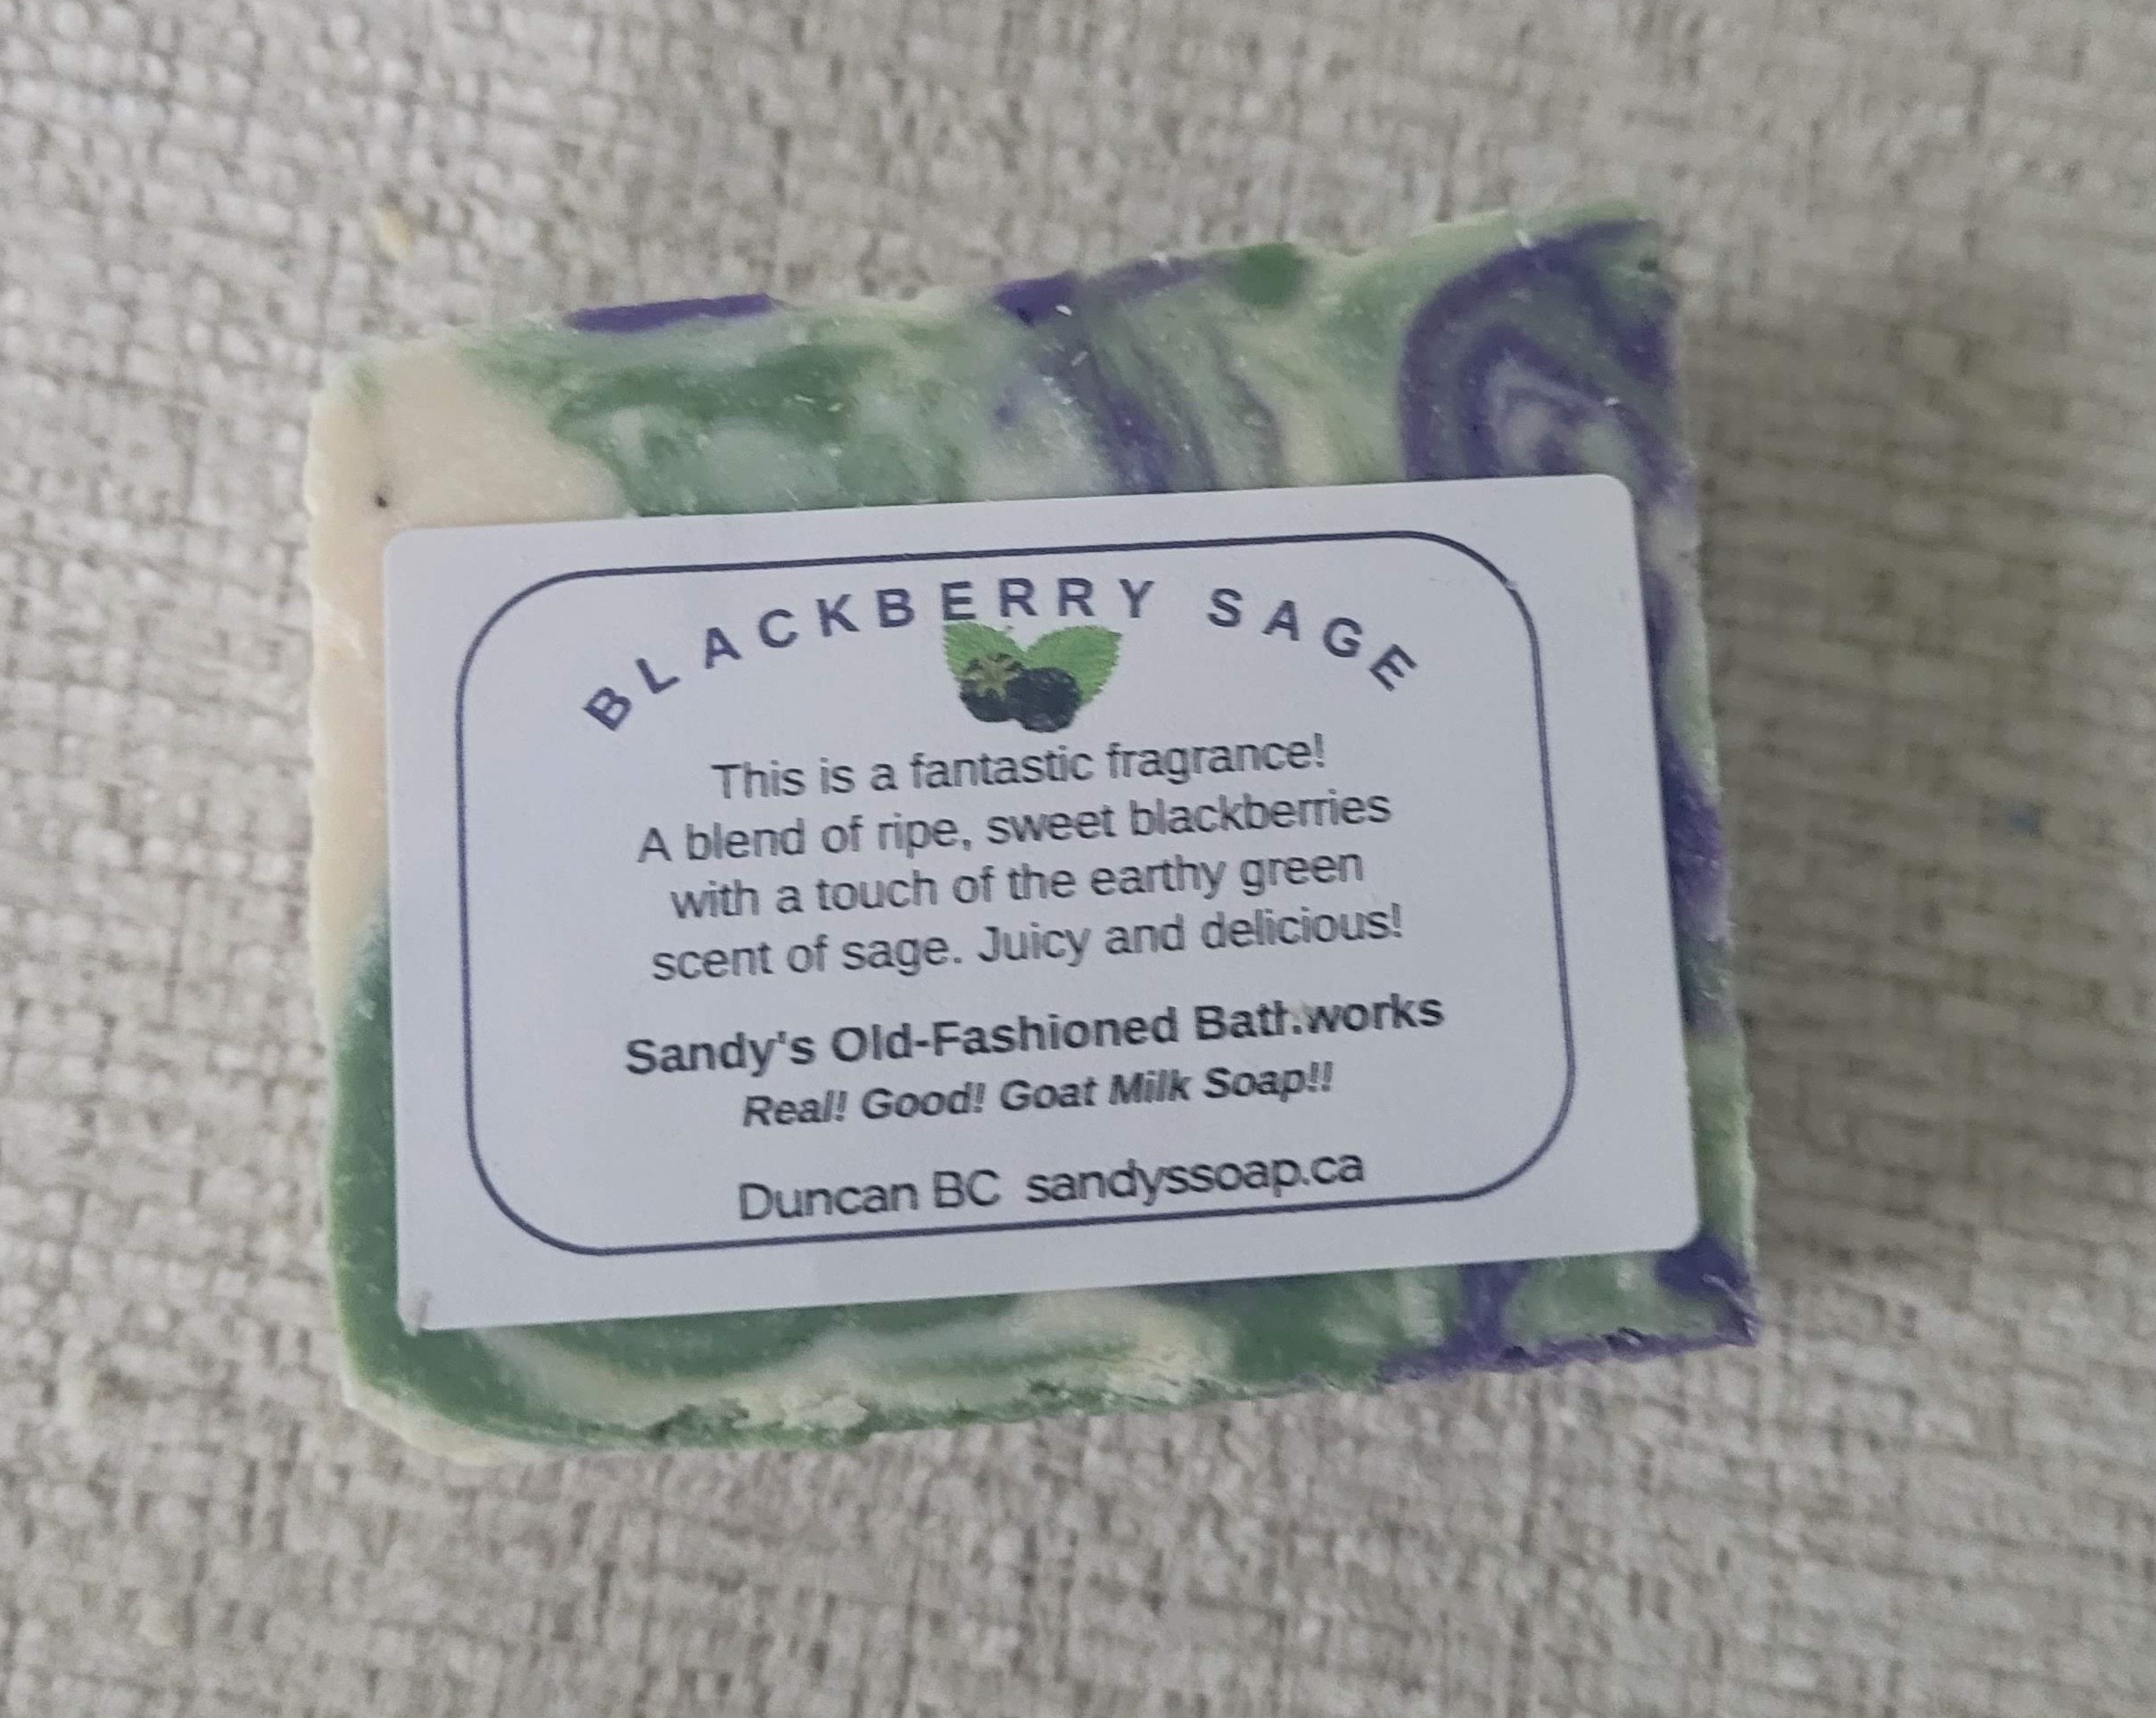 BLACKBERRY SAGE
This is a fantastic fragrance!
A blend of ripe, sweet blackberries
with a touch of the earthy green
scent of sage. Juicy and delicious!
Sandy's Old-Fashioned Bathworks
Real! Good! Goat Milk Soap!!
Duncan BC sandyssoap.ca